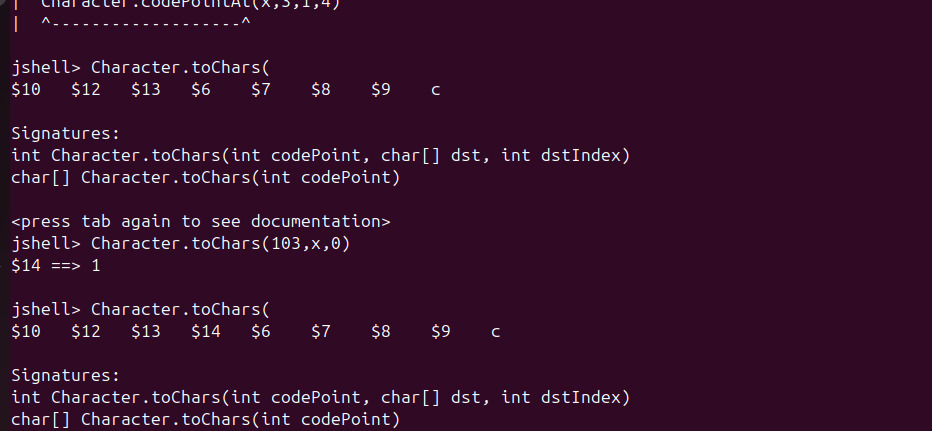 | Character.codePointAt(x,3,1,4)
| ^-------------------^
jshell> Character.toChars(
$10 $12 $13 $6 $7 $8 $9 c
Signatures:
int Character.toChars(int codePoint, char[] dst, int dstIndex)
char[] Character.toChars(int codePoint)
<press tab again to see documentation>
jshell> Character.toChars(103,x,0)
$14 ==> 1
jshell> Character.toChars(
$10 $12 $13 $14 $6 $7 $8 $9 c
Signatures:
int Character.toChars(int codePoint, char[] dst, int dstIndex)
char[] Character.toChars(int codePoint)